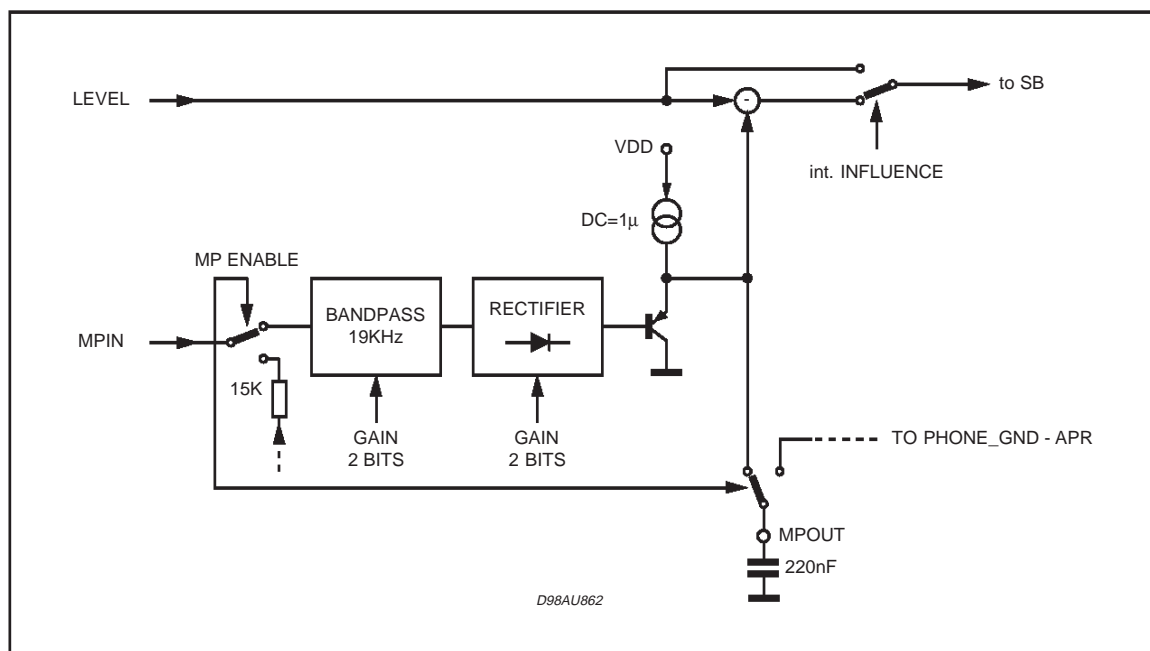 LEVEL
to SB
-
VDD
int. INFLUENCE
DC=1μ
MP ENABLE
BANDPASS
19KHz
RECTIFIER
MPIN
15K
GAIN
2 BITS
GAIN
2 BITS
TO PHONE_GND - APR
MPOUT
220nF
D98AU862